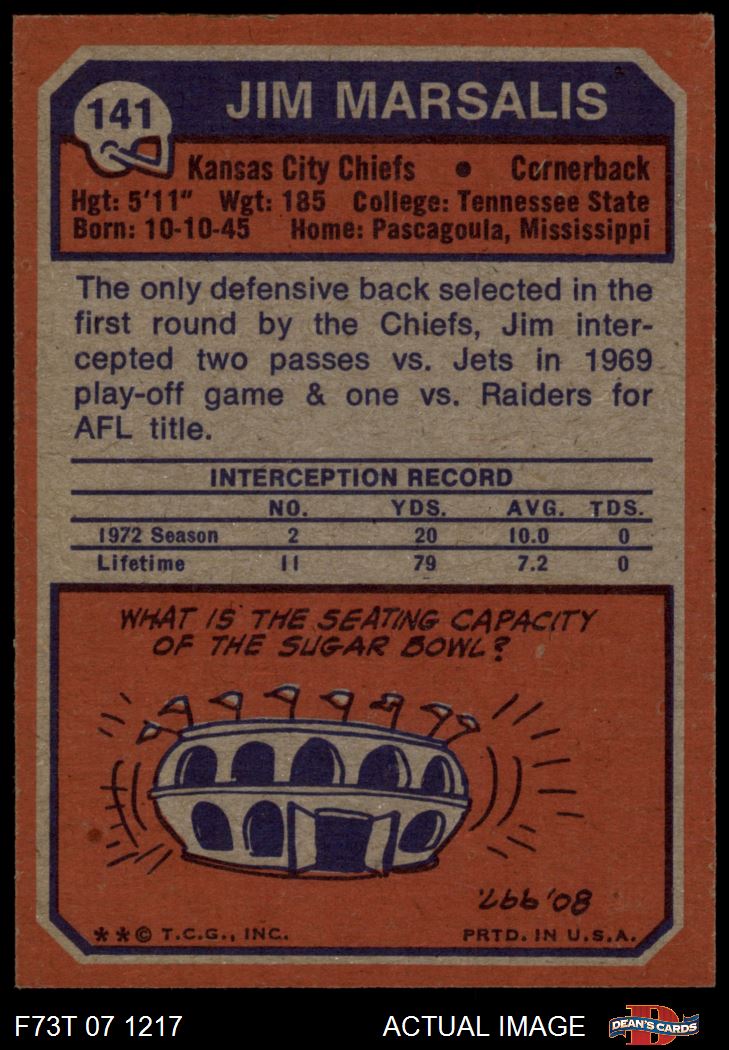 141
JIM MARSALIS
Kansas City Chiefs • Cornerback
Hgt: 5'11" Wgt: 185 College: Tennessee State
Born: 10-10-45 Home: Pascagoula, Mississippi
The only defensive back selected in the
first round by the Chiefs, Jim inter-
cepted two passes vs. Jets in 1969
play-off game & one vs. Raiders for
AFL title.
INTERCEPTION RECORD
NO. YDS. AVG. TDS.
1972 Season 2 20 10.0 0
Lifetime 11 79 7.2 0
WHAT IS THE SEATING CAPACITY
OF THE SUGAR BOWL?
80,997.
**© T.C.G., INC. PRTD. IN U.S.A.
F73T 07 1217 ACTUAL IMAGE
DEAN'S CARDS